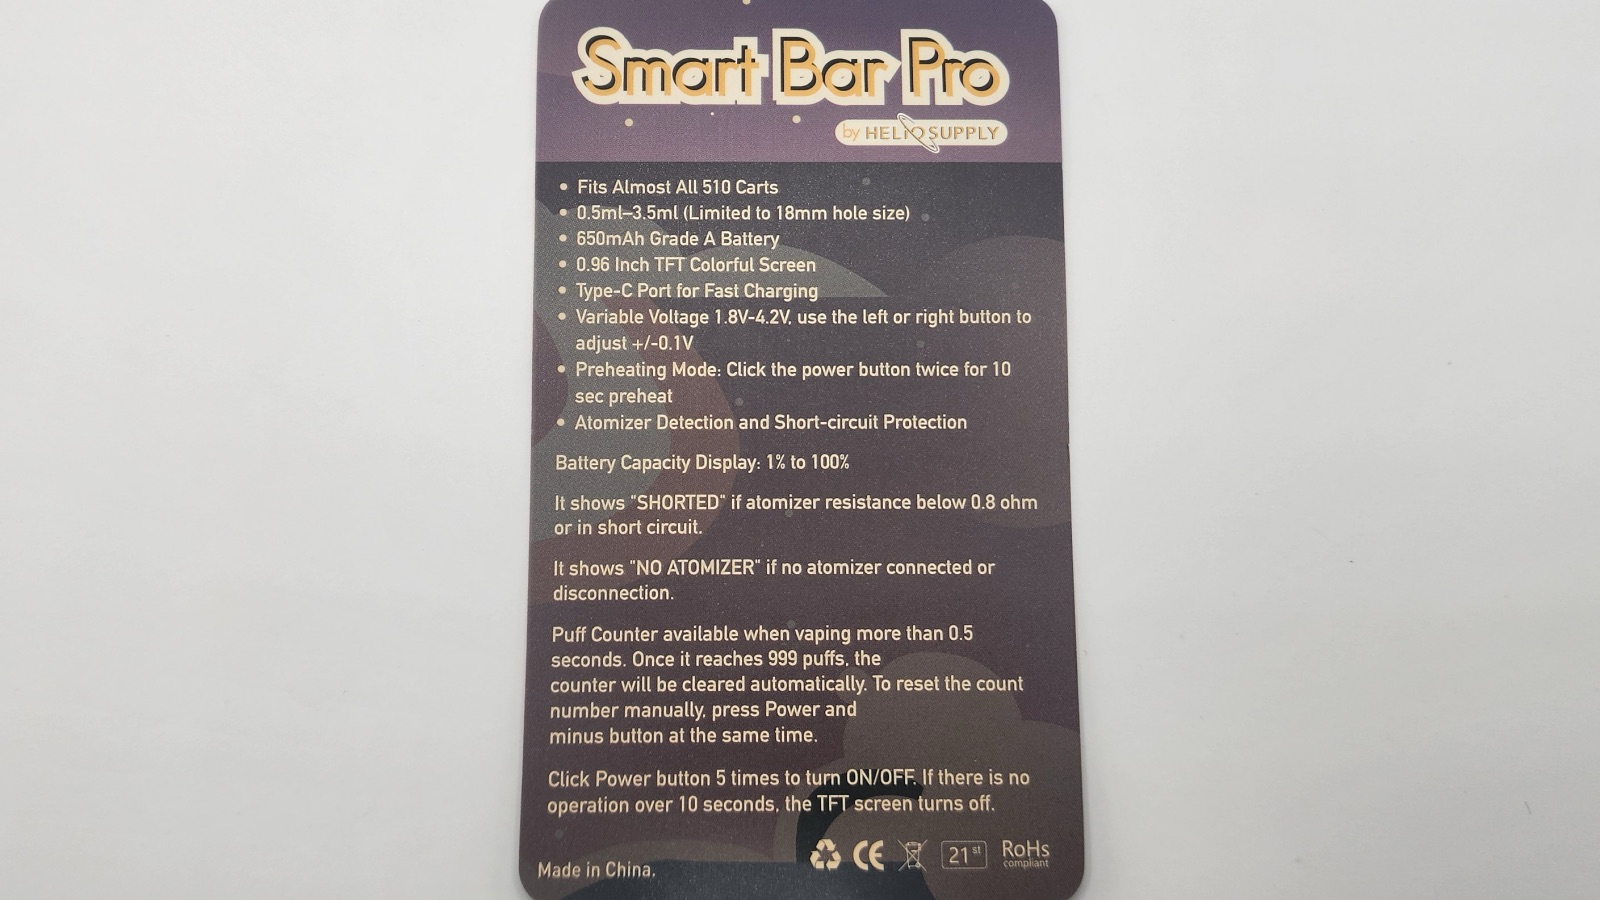 Smart Bar Pro
by HELIOSUPPLY
• Fits Almost All 510 Carts
• 0.5ml–3.5ml (Limited to 18mm hole size)
• 650mAh Grade A Battery
• 0.96 Inch TFT Colorful Screen
• Type-C Port for Fast Charging
• Variable Voltage 1.8V-4.2V, use the left or right button to
adjust +/-0.1V
• Preheating Mode: Click the power button twice for 10
sec preheat
• Atomizer Detection and Short-circuit Protection
Battery Capacity Display: 1% to 100%
It shows "SHORTED" if atomizer resistance below 0.8 ohm
or in short circuit.
It shows "NO ATOMIZER" if no atomizer connected or
disconnection.
Puff Counter available when vaping more than 0.5
seconds. Once it reaches 999 puffs, the
counter will be cleared automatically. To reset the count
number manually, press Power and
minus button at the same time.
Click Power button 5 times to turn ON/OFF. If there is no
operation over 10 seconds, the TFT screen turns off.
Made in China.
CE
21st
RoHs
compliant